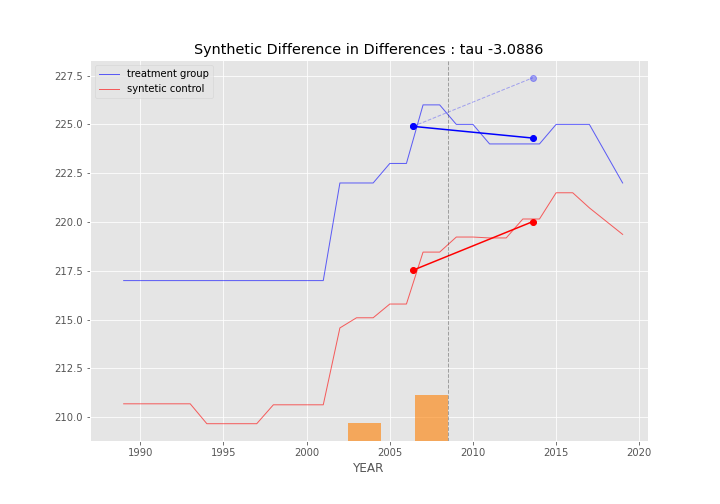 Synthetic Difference in Differences : tau -3.0886
treatment group
syntetic control
227.5
225.0
222.5
220.0
217.5
215.0
212.5
210.0
1990 1995 2000 2005 2010 2015 2020
YEAR